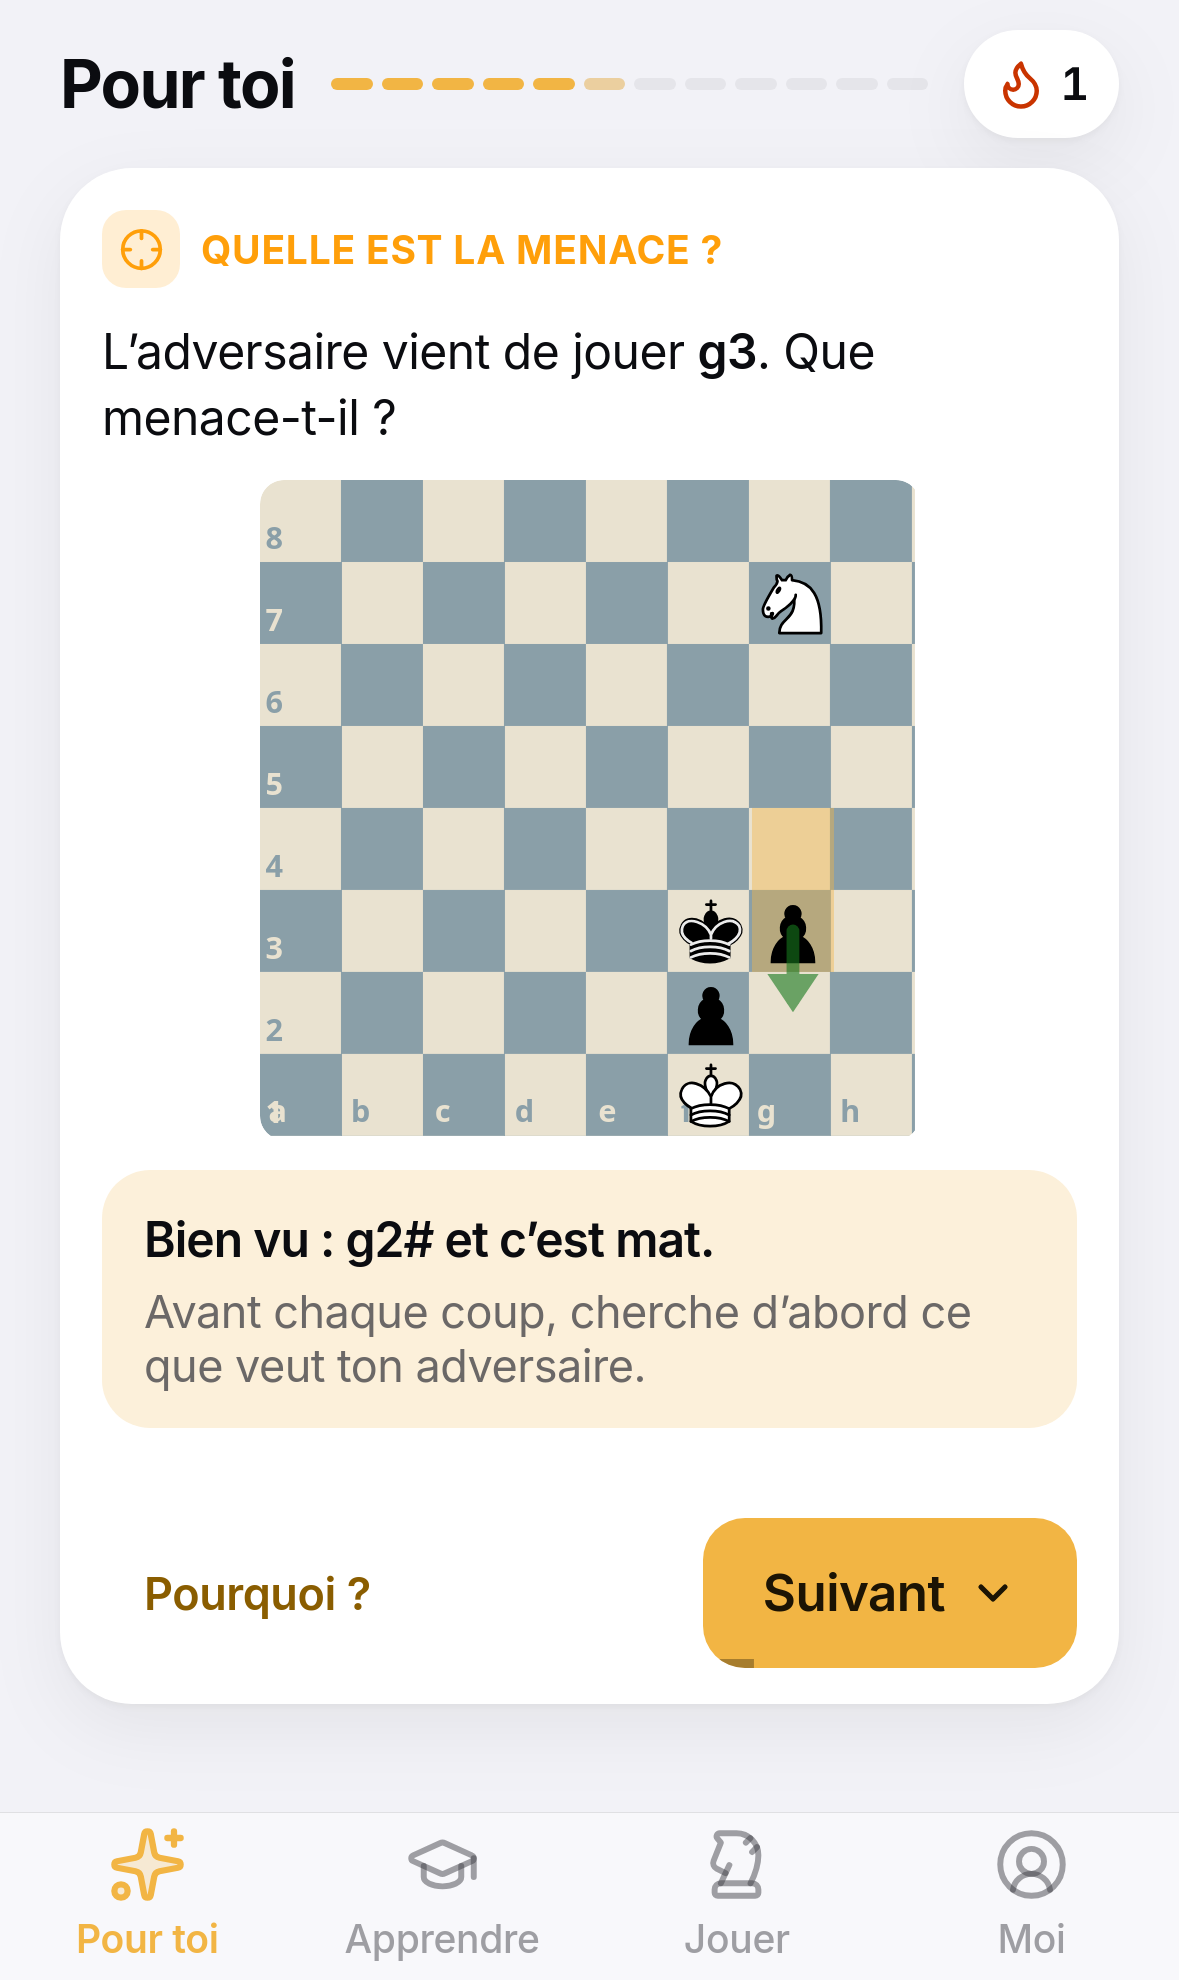 Pour toi
1
QUELLE EST LA MENACE ?
L’adversaire vient de jouer g3. Que
menace-t-il ?
8
7
6
5
4
3
2
1
a b c d e f g h
Bien vu : g2# et c’est mat.
Avant chaque coup, cherche d’abord ce
que veut ton adversaire.
Pourquoi ?
Suivant
Pour toi
Apprendre
Jouer
Moi